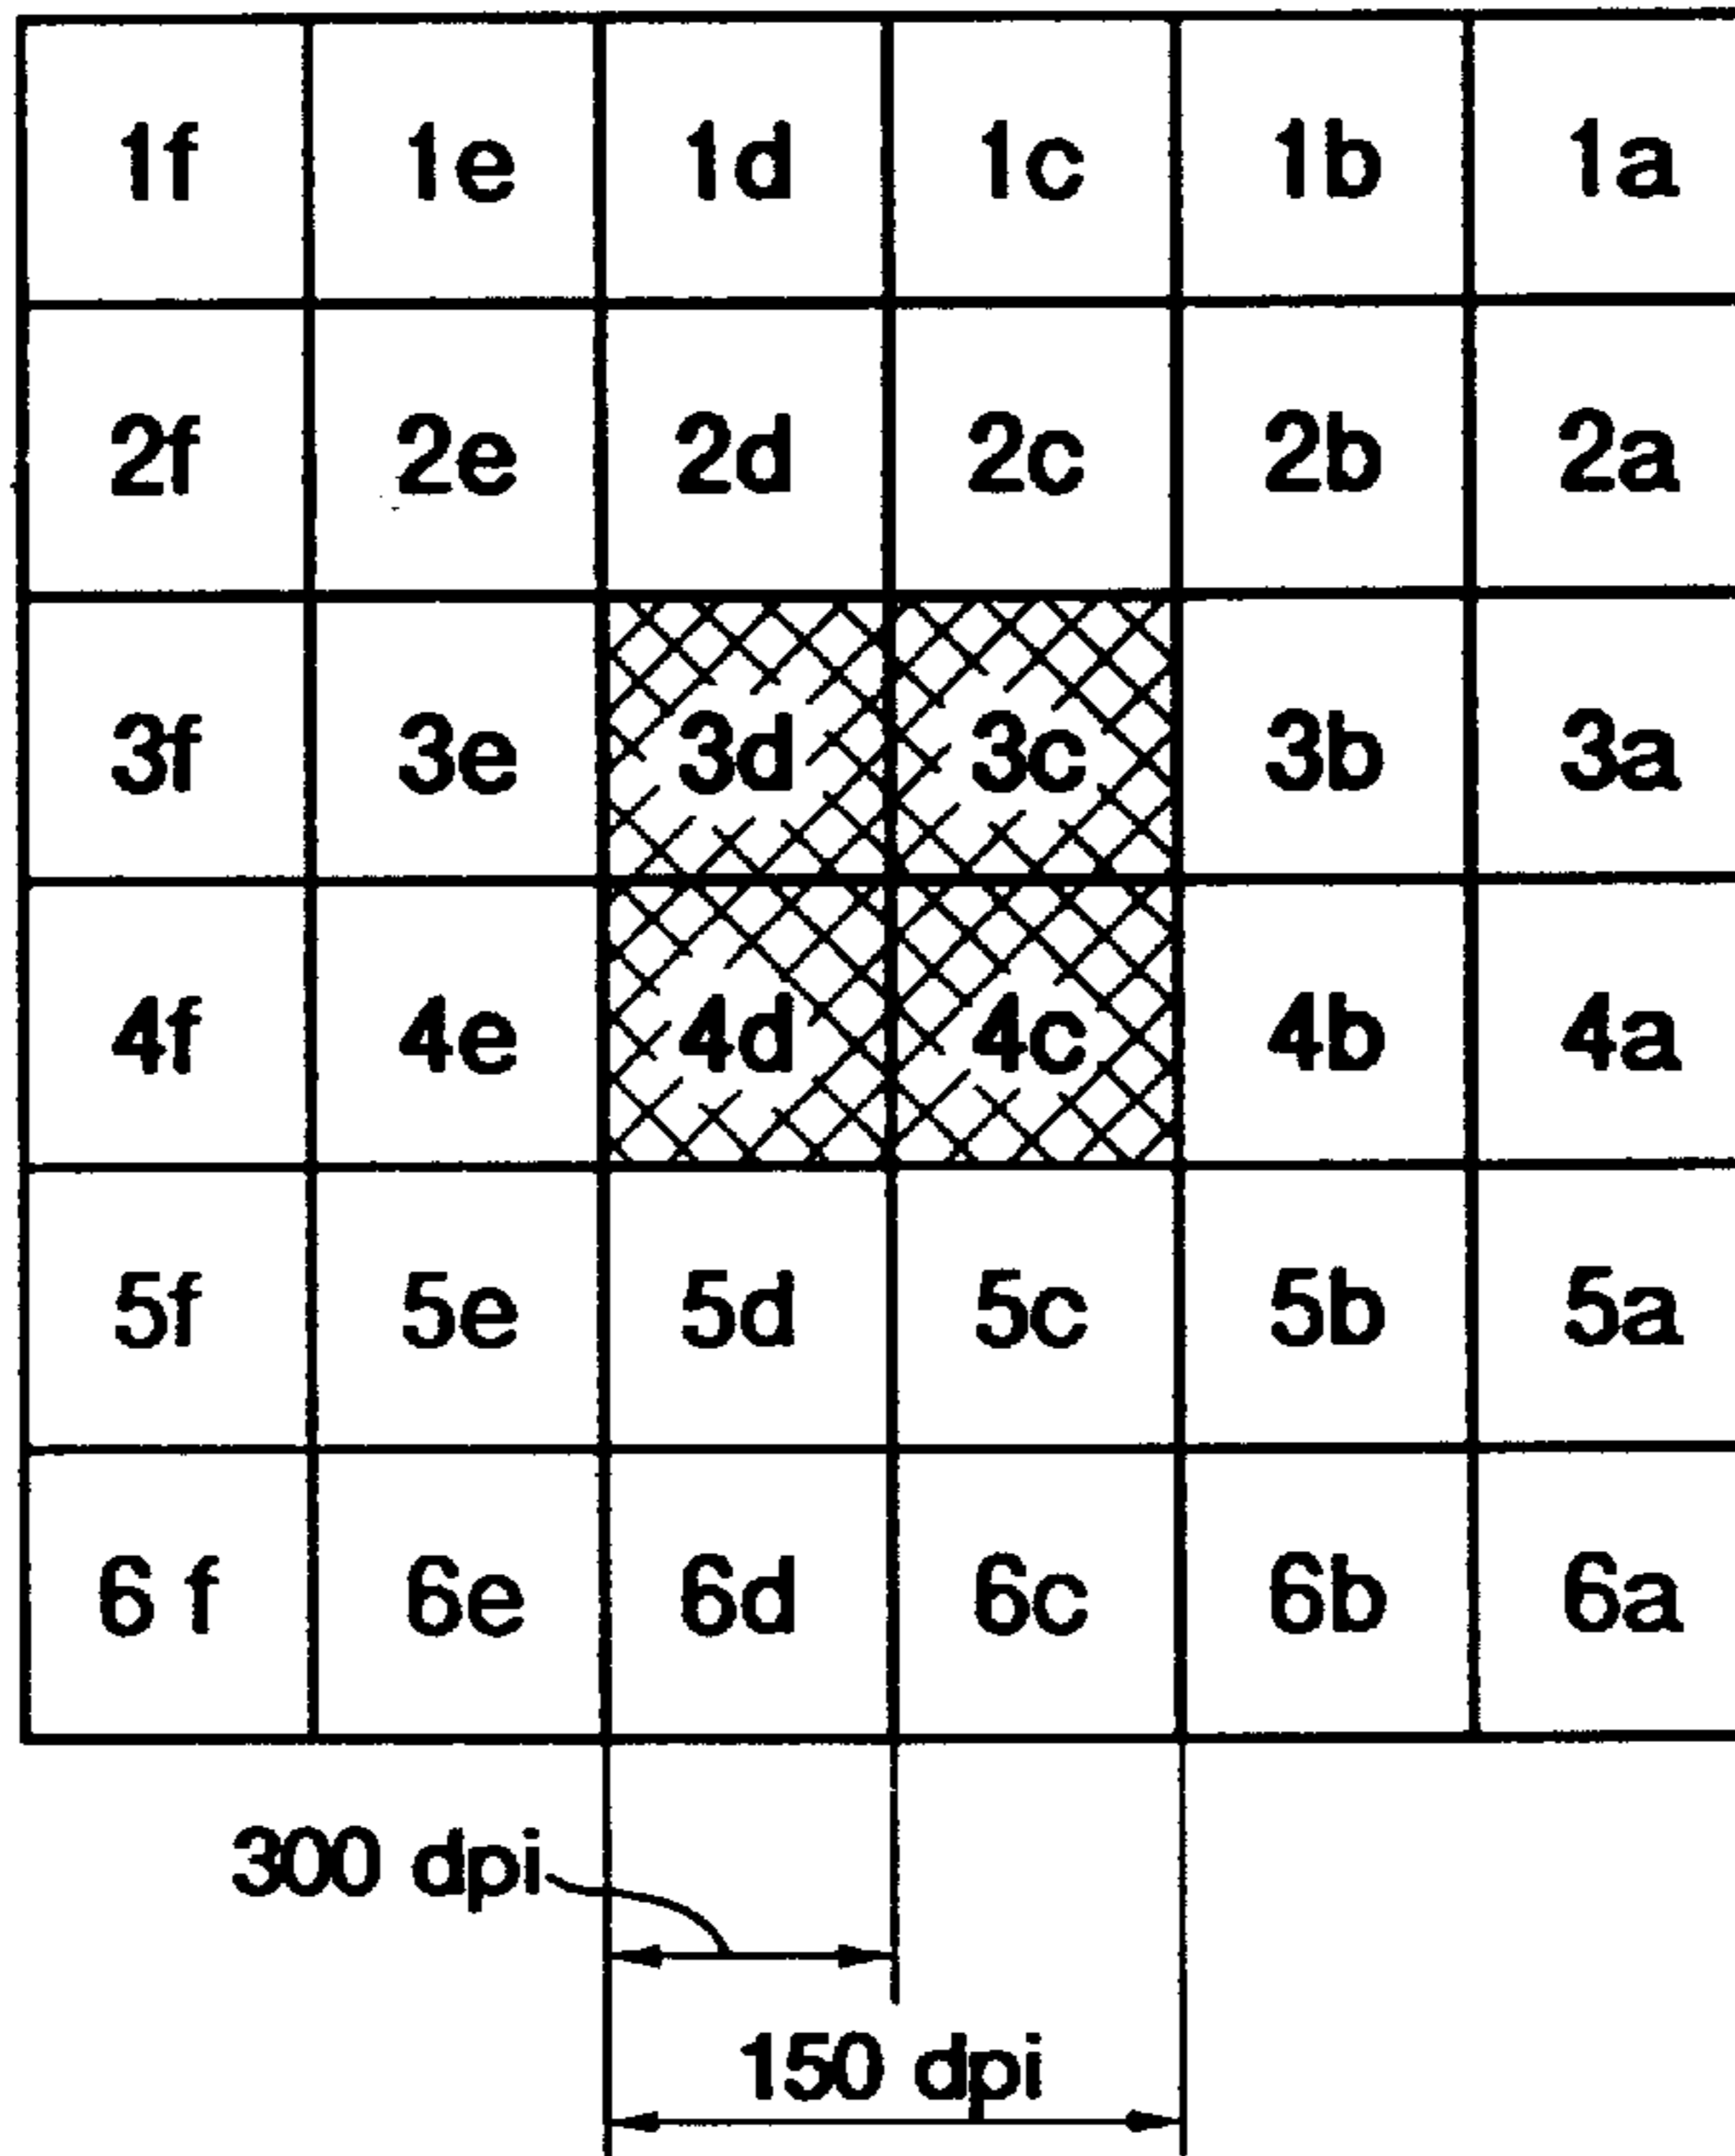 1f 1e 1d 1c 1b 1a
2f 2e 2d 2c 2b 2a
3f 3e 3d 3c 3b 3a
4f 4e 4d 4c 4b 4a
5f 5e 5d 5c 5b 5a
6 f 6e 6d 6c 6b 6a
300 dpi
150 dpi